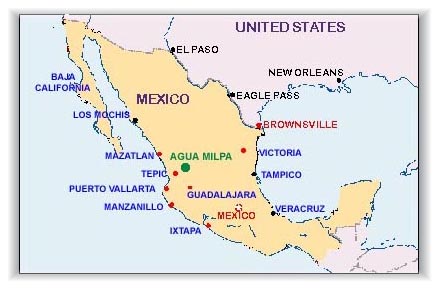 UNITED STATES
EL PASO
NEW ORLEANS
BAJA
CALIFORNIA
EAGLE PASS
MEXICO
LOS MOCHIS
BROWNSVILLE
MAZATLAN
AGUA MILPA
VICTORIA
TEPIC
TAMPICO
PUERTO VALLARTA
GUADALAJARA
MANZANILLO
MEXICO
VERACRUZ
IXTAPA